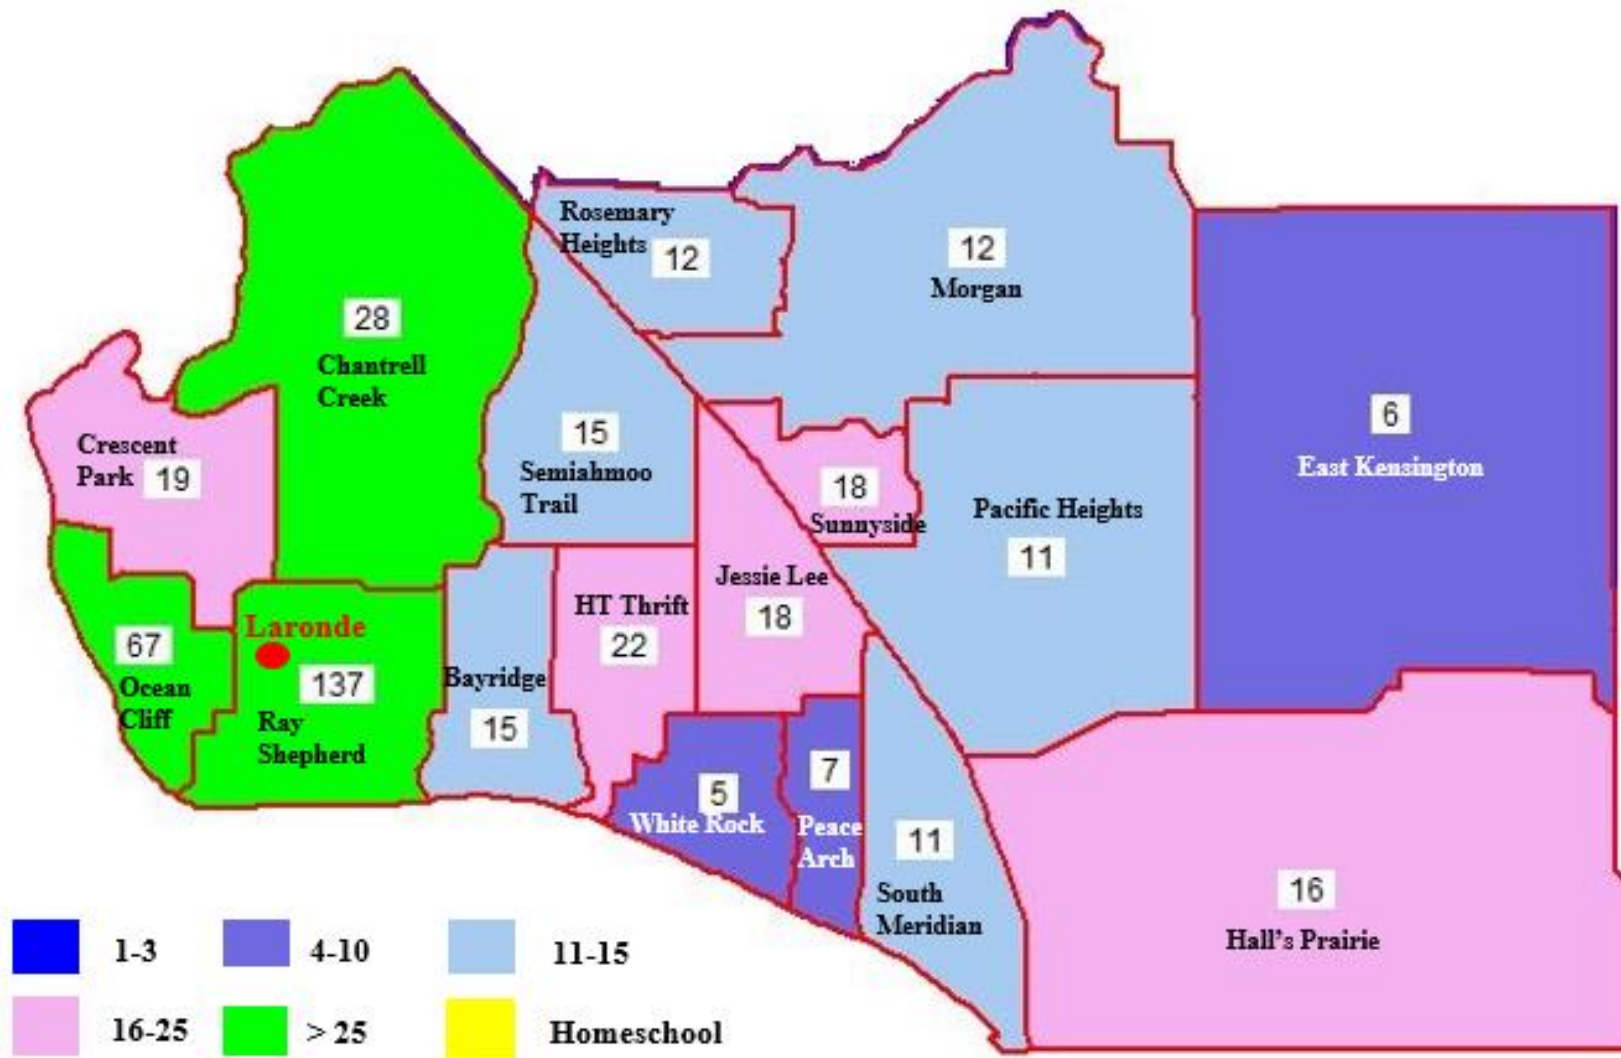 Rosemary
Heights
12
12
Morgan
28
Chantrell
Creek
Crescent
Park 19
15
Semiahmoo
Trail
18
Sunnyside
Pacific Heights
11
6
East Kensington
Laronde
67
Ocean
Cliff
137
Ray
Shepherd
Bayridge
15
HT Thrift
22
Jessie Lee
18
5
White Rock
7
Peace
Arch
11
South
Meridian
16
Hall's Prairie
1-3
4-10
11-15
16-25
> 25
Homeschool